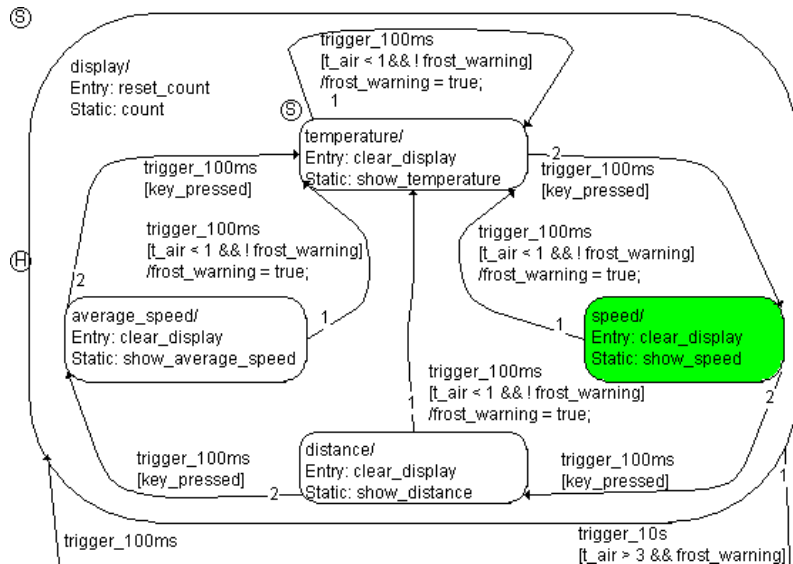 S
trigger_100ms
[t_air < 1&& ! frost_warning]
/frost_warning = true;
1
display/
Entry: reset_count
Static: count
S
temperature/
Entry: clear_display
Static: show_temperature
2
trigger_100ms
[key_pressed]
trigger_100ms
[key_pressed]
trigger_100ms
[t_air < 1 && ! frost_warning]
/frost_warning = true;
trigger_100ms
[t_air < 1 && ! frost_warning]
/frost_warning = true;
H
2
average_speed/
Entry: clear_display
Static: show_average_speed
1
1
speed/
Entry: clear_display
Static: show_speed
trigger_100ms
[t_air < 1 && ! frost_warning]
/frost_warning = true;
1
2
distance/
Entry: clear_display
Static: show_distance
trigger_100ms
[key_pressed]
2
trigger_100ms
[key_pressed]
1
trigger_100ms
trigger_10s
[t_air > 3 && frost_warning]